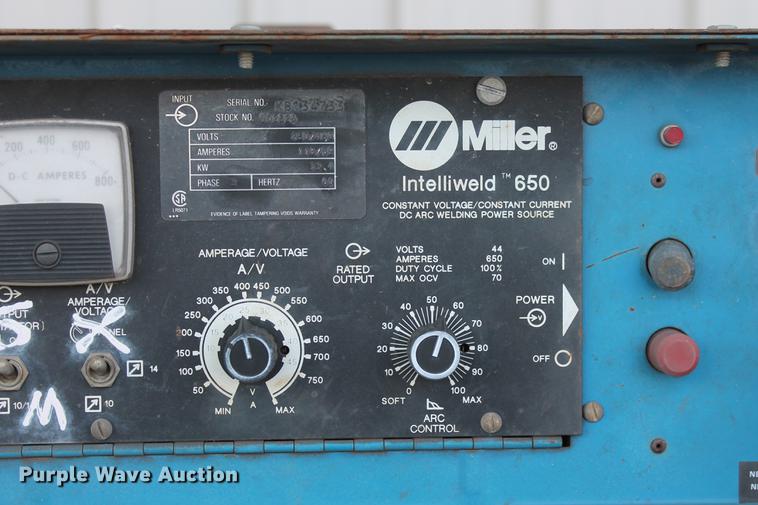 INPUT
SERIAL NO.
STOCK NO.
VOLTS
AMPERES
KW
PHASE
HERTZ 60
LR5071
EVIDENCE OF LABEL TAMPERING VOIDS WARRANTY
Miller®
Intelliweld™ 650
CONSTANT VOLTAGE/CONSTANT CURRENT
DC ARC WELDING POWER SOURCE
200 400 600 800
D-C AMPERES
AMPERAGE/VOLTAGE
A/V
RATED OUTPUT
VOLTS 44
AMPERES 650
DUTY CYCLE 100%
MAX OCV 70
ON
POWER
V
OFF
A/V
AMPERAGE/
VOLTAGE
14
10
50 100 150 200 250 300 350 400 450 500 550 600 650 700 750
MIN V A MAX
0 10 20 30 40 50 60 70 80 90 100
SOFT MAX
ARC
CONTROL
Purple Wave Auction